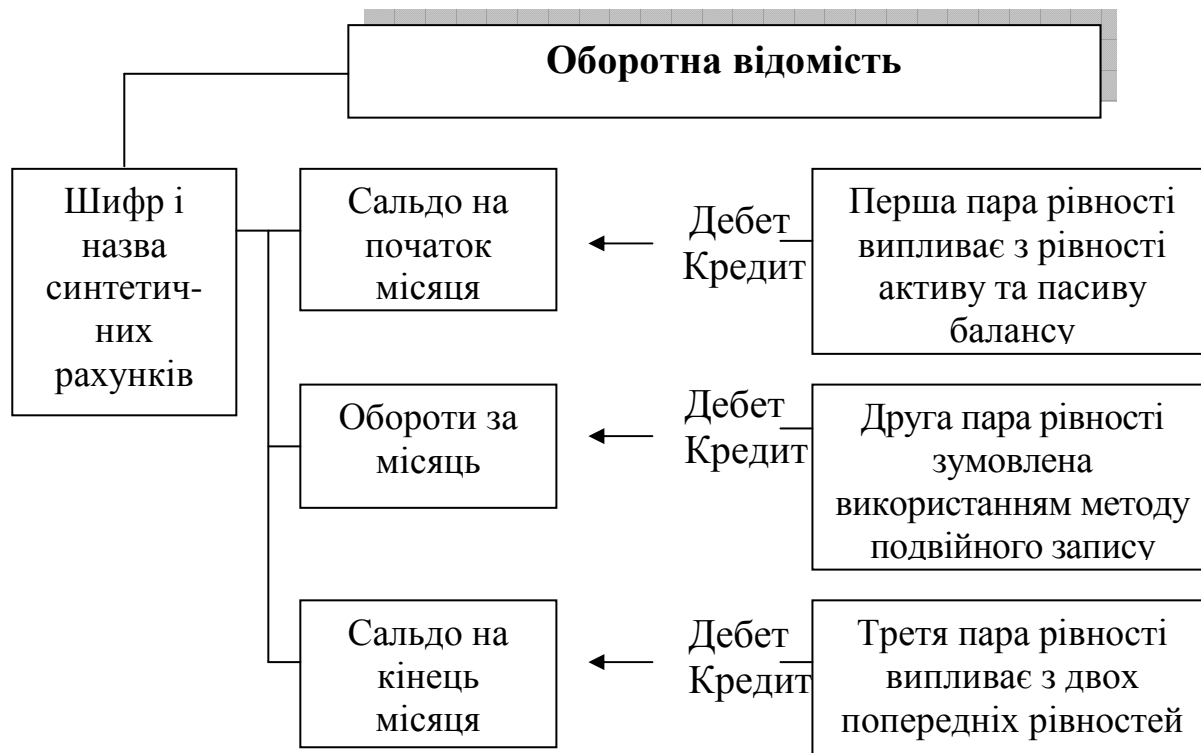 Оборотна відомість
Шифр і
назва
синтетич-
них
рахунків
Сальдо на
початок
місяця
Дебет
Кредит
Перша пара рівності
випливає з рівності
активу та пасиву
балансу
Обороти за
місяць
Дебет
Кредит
Друга пара рівності
зумовлена
використанням методу
подвійного запису
Сальдо на
кінець
місяця
Дебет
Кредит
Третя пара рівності
випливає з двох
попередніх рівностей